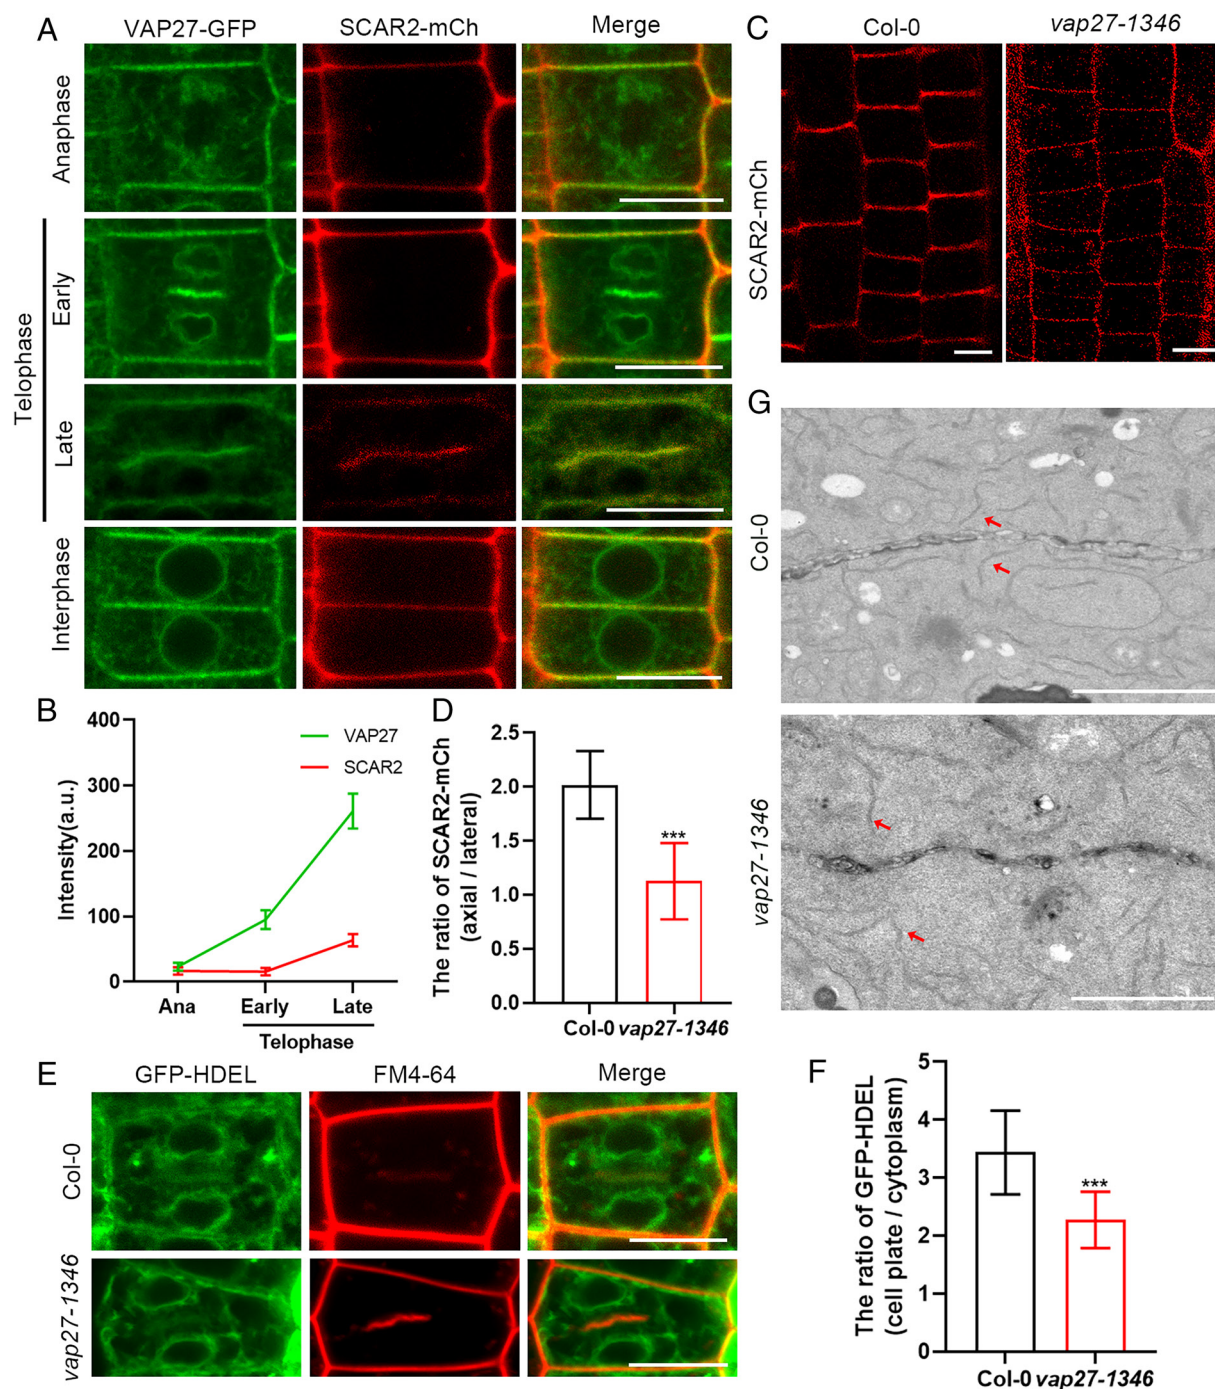 A
VAP27-GFP
SCAR2-mCh
Merge
Anaphase
Telophase
Early
Late
Interphase
C
Col-0
vap27-1346
SCAR2-mCh
G
Col-0
vap27-1346
B
Intensity(a.u.)
400
300
200
100
0
VAP27
SCAR2
Ana
Early
Late
Telophase
D
The ratio of SCAR2-mCh
(axial / lateral)
2.5
2.0
1.5
1.0
0.5
0.0
***
Col-0 vap27-1346
E
GFP-HDEL
FM4-64
Merge
Col-0
vap27-1346
F
The ratio of GFP-HDEL
(cell plate / cytoplasm)
5
4
3
2
1
0
***
Col-0 vap27-1346